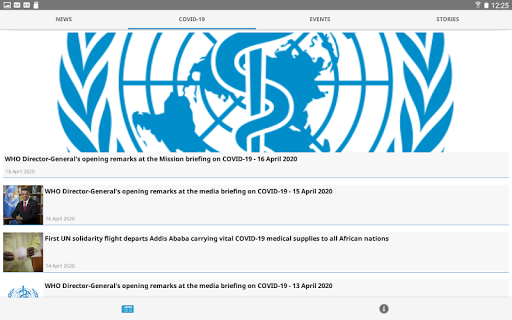 12:25
NEWS
COVID-19
EVENTS
STORIES
WHO Director-General's opening remarks at the Mission briefing on COVID-19 - 16 April 2020
16 April 2020
WHO Director-General's opening remarks at the media briefing on COVID-19 - 15 April 2020
16 April 2020
First UN solidarity flight departs Addis Ababa carrying vital COVID-19 medical supplies to all African nations
14 April 2020
WHO Director-General's opening remarks at the media briefing on COVID-19 - 13 April 2020